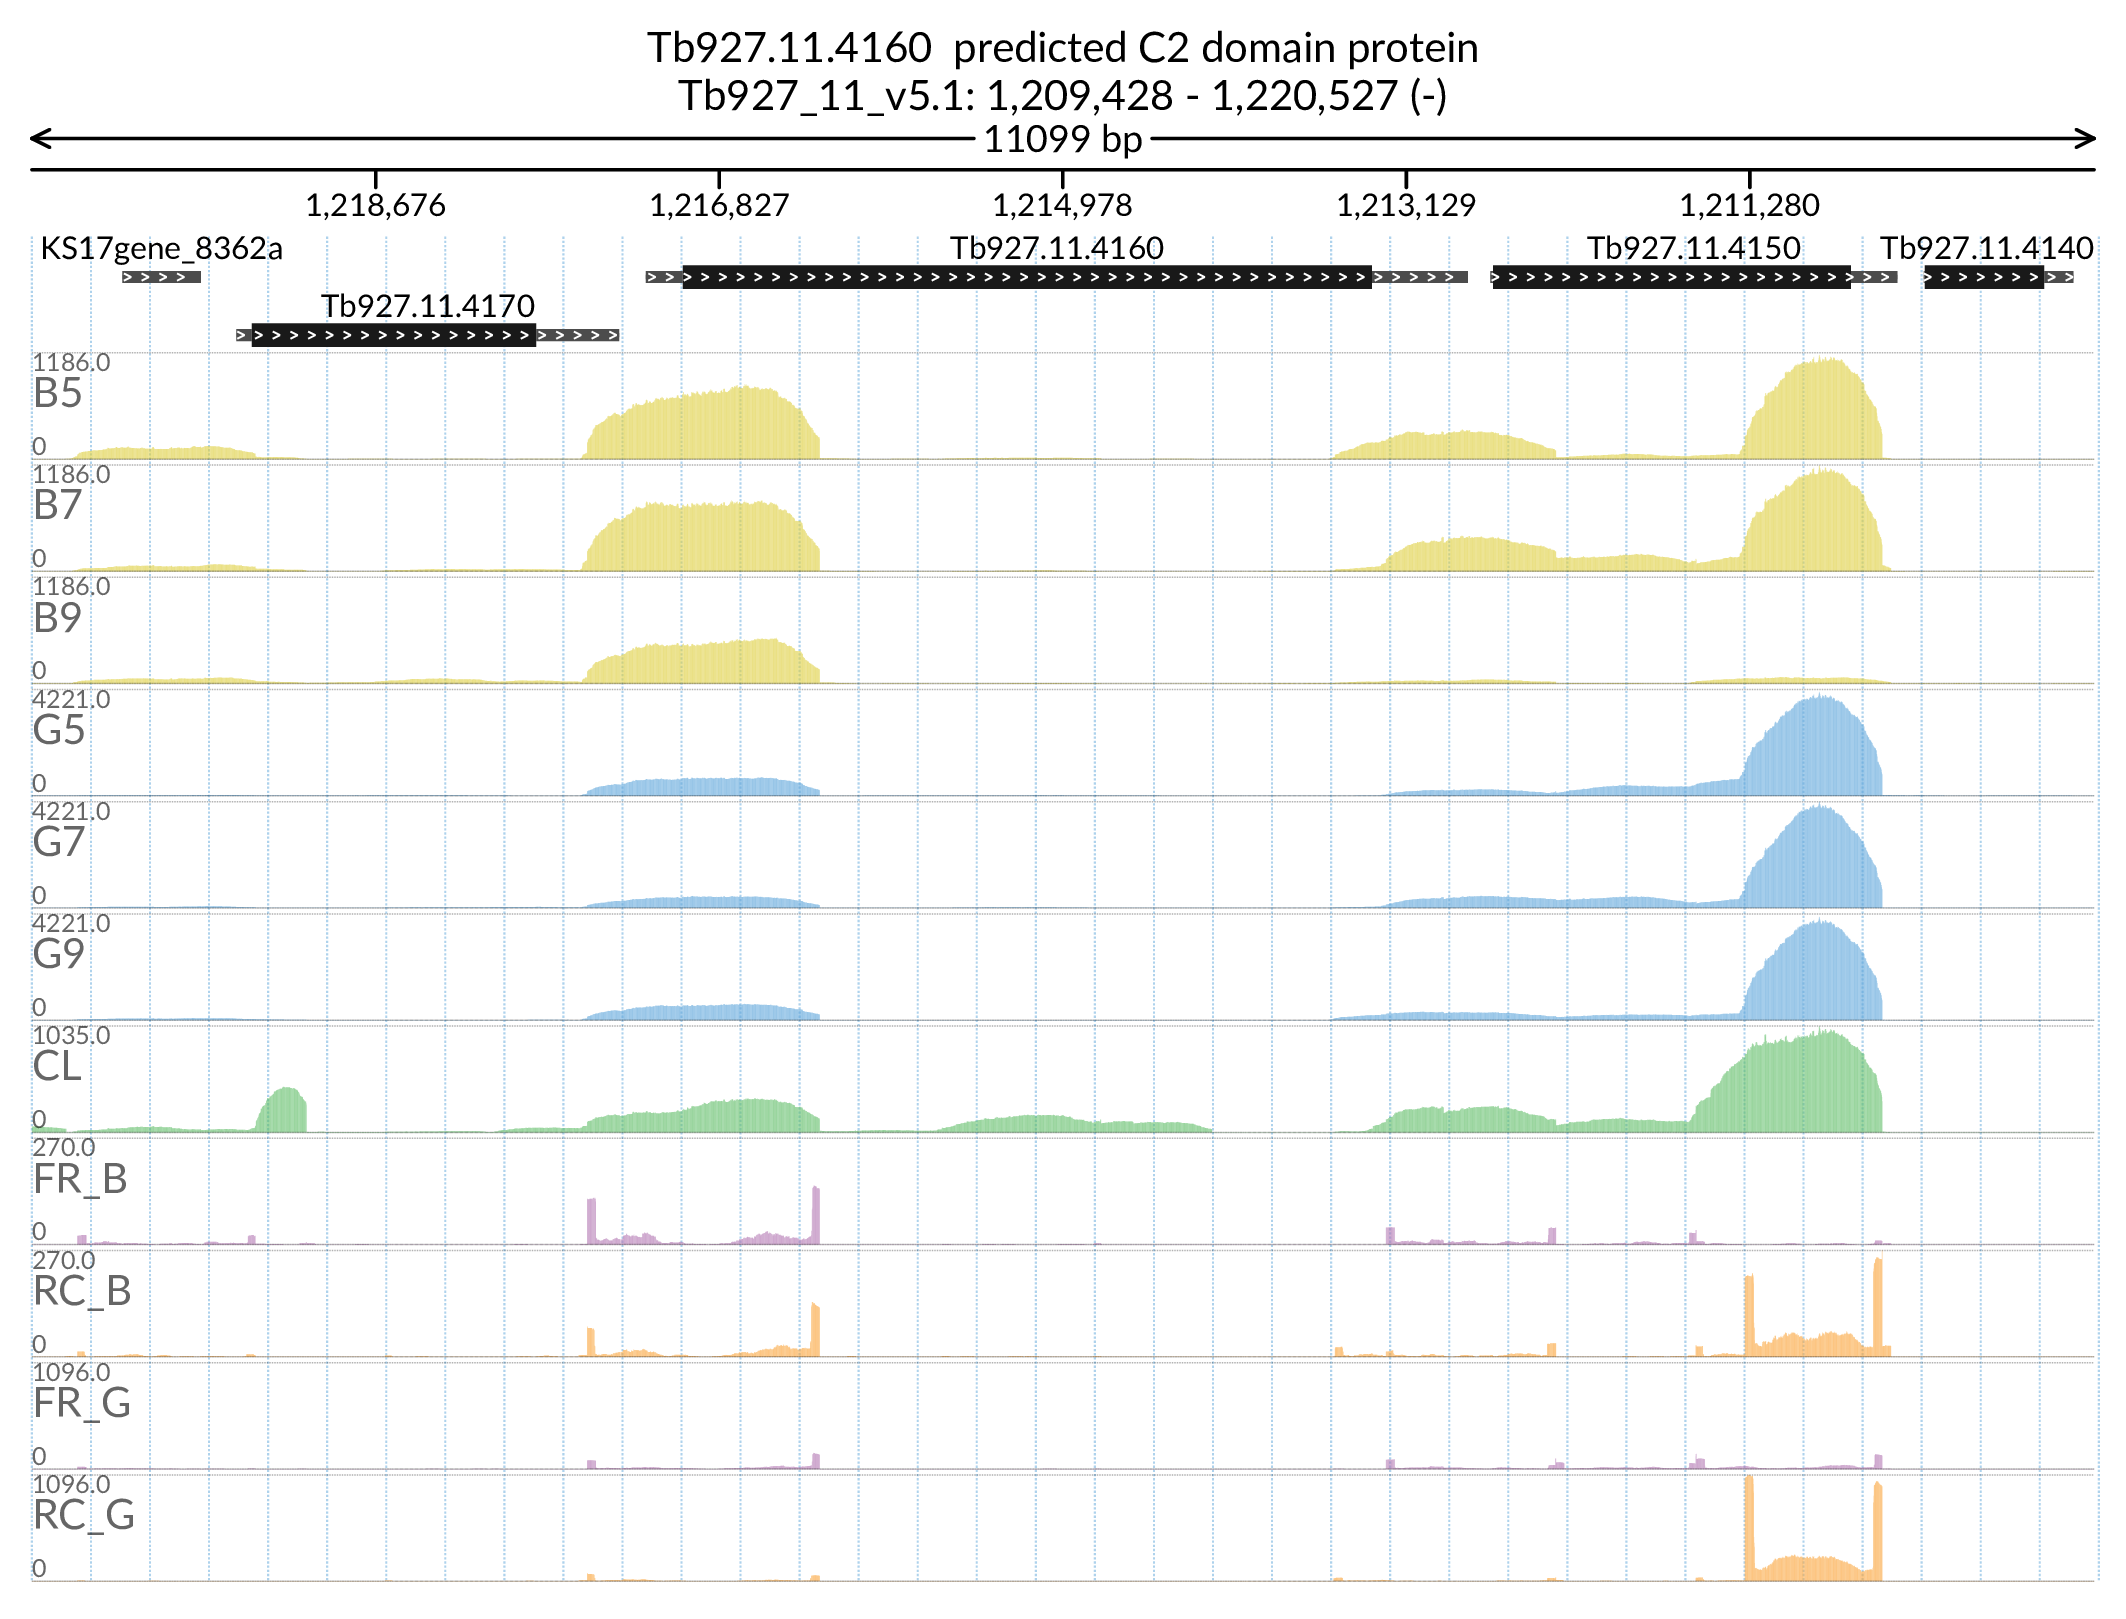 Tb927.11.4160  predicted C2 domain protein
Tb927_11_v5.1: 1,209,428 - 1,220,527 (-)
11099 bp
1,218,676 1,216,827 1,214,978 1,213,129 1,211,280
KS17gene_8362a Tb927.11.4160 Tb927.11.4150 Tb927.11.4140
Tb927.11.4170
1186.0
B5
0
1186.0
B7
0
1186.0
B9
0
4221.0
G5
0
4221.0
G7
0
4221.0
G9
0
1035.0
CL
0
270.0
FR_B
0
270.0
RC_B
0
1096.0
FR_G
0
1096.0
RC_G
0